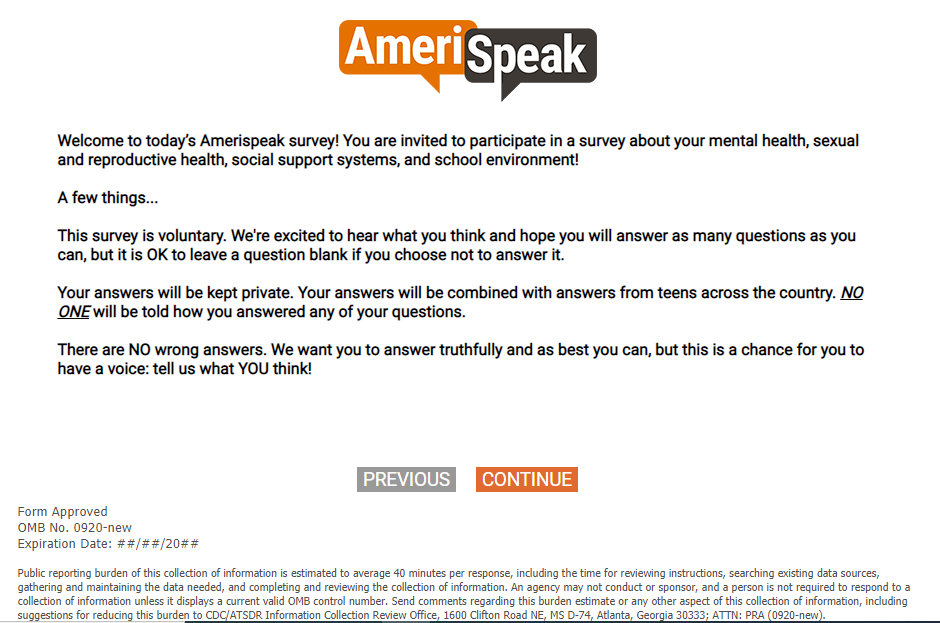 AmeriSpeak
Welcome to today’s Amerispeak survey! You are invited to participate in a survey about your mental health, sexual
and reproductive health, social support systems, and school environment!
A few things...
This survey is voluntary. We're excited to hear what you think and hope you will answer as many questions as you
can, but it is OK to leave a question blank if you choose not to answer it.
Your answers will be kept private. Your answers will be combined with answers from teens across the country. NO
ONE will be told how you answered any of your questions.
There are NO wrong answers. We want you to answer truthfully and as best you can, but this is a chance for you to
have a voice: tell us what YOU think!
PREVIOUS CONTINUE
Form Approved
OMB No. 0920-new
Expiration Date: ##/##/20##
Public reporting burden of this collection of information is estimated to average 40 minutes per response, including the time for reviewing instructions, searching existing data sources,
gathering and maintaining the data needed, and completing and reviewing the collection of information. An agency may not conduct or sponsor, and a person is not required to respond to a
collection of information unless it displays a current valid OMB control number. Send comments regarding this burden estimate or any other aspect of this collection of information, including
suggestions for reducing this burden to CDC/ATSDR Information Collection Review Office, 1600 Clifton Road NE, MS D-74, Atlanta, Georgia 30333; ATTN: PRA (0920-new).